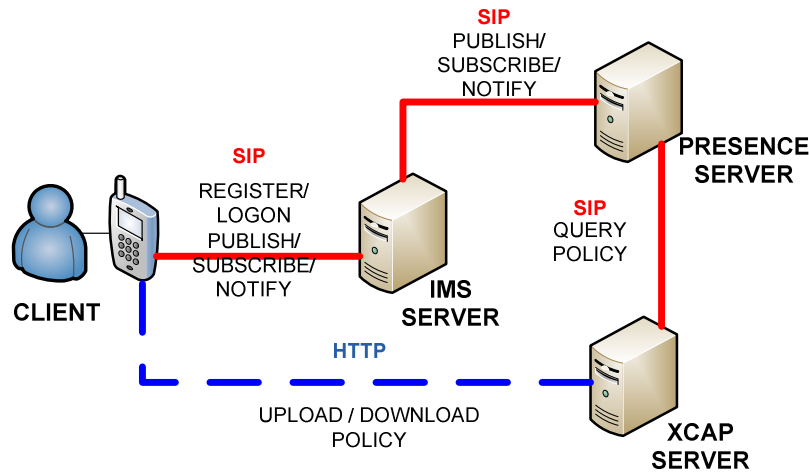 SIP
PUBLISH/
SUBSCRIBE/
NOTIFY
PRESENCE
SERVER
SIP
REGISTER/
LOGON
PUBLISH/
SUBSCRIBE/
NOTIFY
SIP
QUERY
POLICY
CLIENT
IMS
SERVER
HTTP
UPLOAD / DOWNLOAD
POLICY
XCAP
SERVER